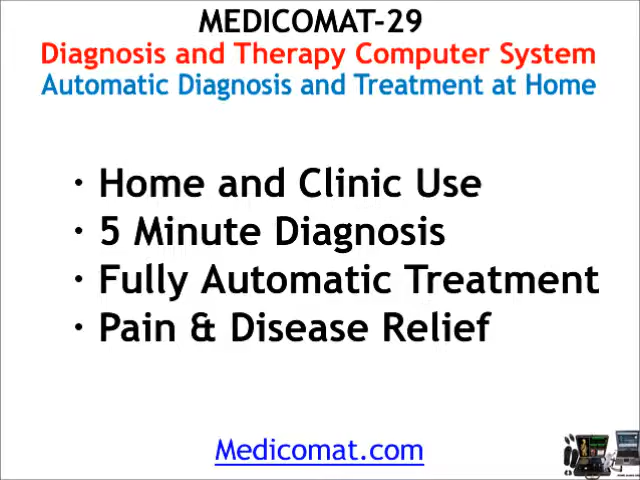 MEDICOMAT-29
Diagnosis and Therapy Computer System
Automatic Diagnosis and Treatment at Home
· Home and Clinic Use
· 5 Minute Diagnosis
· Fully Automatic Treatment
· Pain & Disease Relief
Medicomat.com